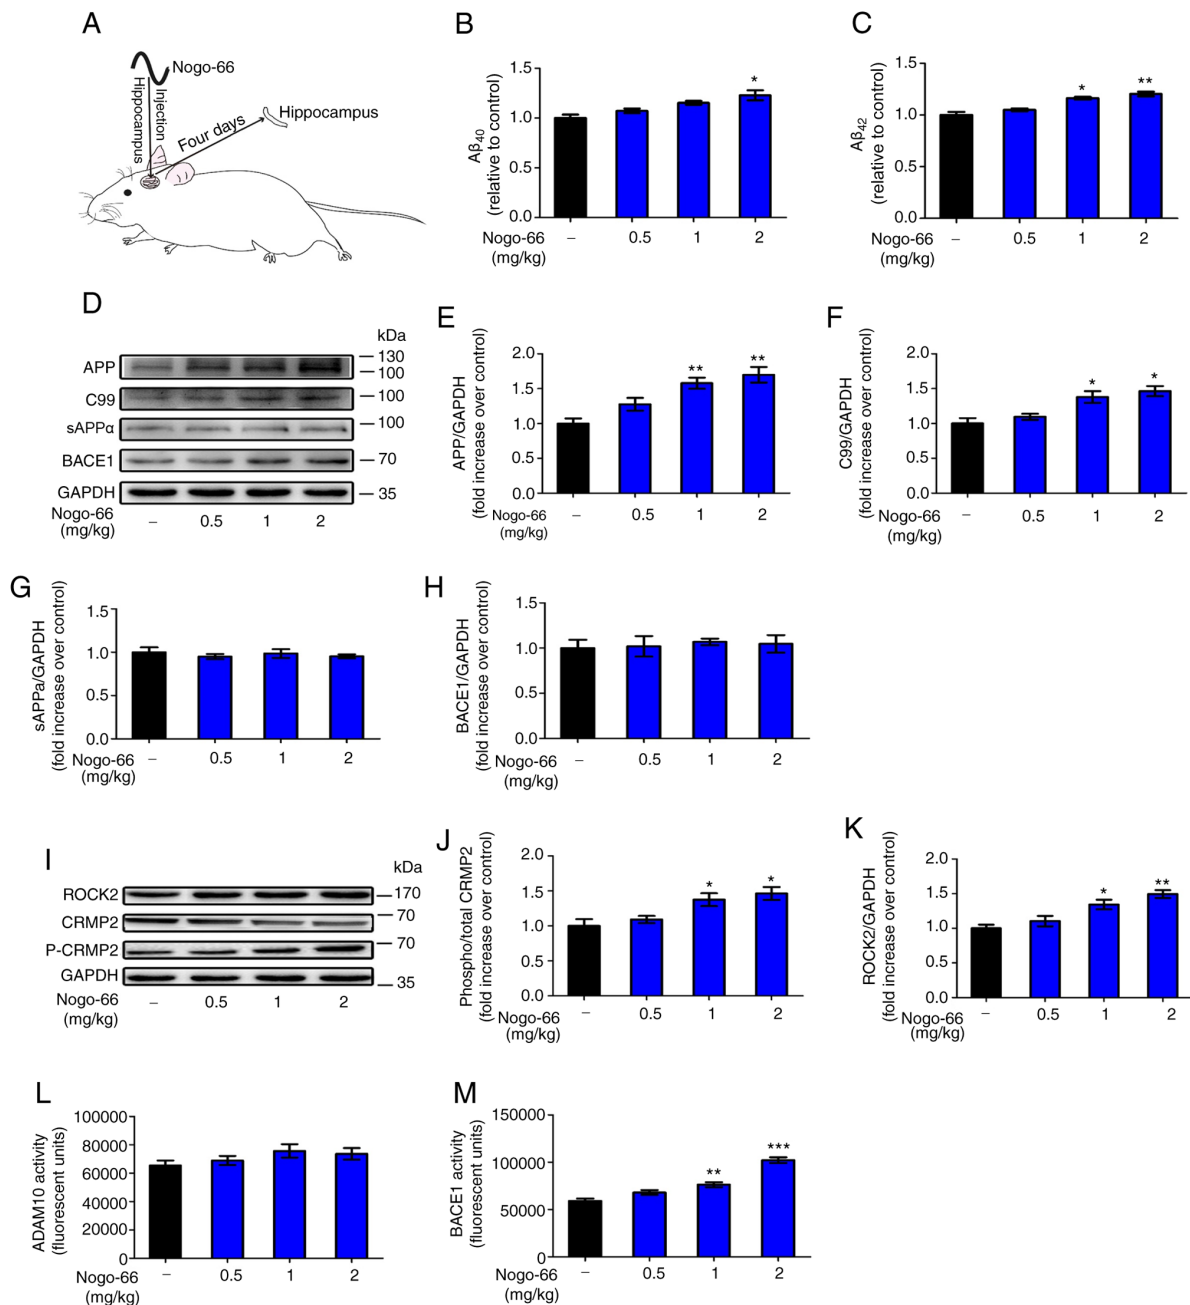 A
Nogo-66
Hippocampus
Injection
Four days
Hippocampus
B
Aβ40
(relative to control)
1.5
1.0
0.5
0.0
*
Nogo-66
(mg/kg)
– 0.5 1 2
C
Aβ42
(relative to control)
1.5
1.0
0.5
0.0
* **
Nogo-66
(mg/kg)
– 0.5 1 2
D
kDa
APP
130
100
C99
100
sAPPα
100
BACE1
70
GAPDH
35
Nogo-66
(mg/kg)
– 0.5 1 2
E
APP/GAPDH
(fold increase over control)
2.0
1.5
1.0
0.5
0.0
** **
Nogo-66
(mg/kg)
– 0.5 1 2
F
C99/GAPDH
(fold increase over control)
2.0
1.5
1.0
0.5
0.0
* *
Nogo-66
(mg/kg)
– 0.5 1 2
G
sAPPa/GAPDH
(fold increase over control)
1.5
1.0
0.5
0.0
Nogo-66
(mg/kg)
– 0.5 1 2
H
BACE1/GAPDH
(fold increase over control)
1.5
1.0
0.5
0.0
Nogo-66
(mg/kg)
– 0.5 1 2
I
kDa
ROCK2
170
CRMP2
70
P-CRMP2
70
GAPDH
35
Nogo-66
(mg/kg)
– 0.5 1 2
J
Phospho/total CRMP2
(fold increase over control)
2.0
1.5
1.0
0.5
0.0
* *
Nogo-66
(mg/kg)
– 0.5 1 2
K
ROCK2/GAPDH
(fold increase over control)
2.0
1.5
1.0
0.5
0.0
* **
Nogo-66
(mg/kg)
– 0.5 1 2
L
ADAM10 activity
(fluorescent units)
100000
80000
60000
40000
20000
0
Nogo-66
(mg/kg)
– 0.5 1 2
M
BACE1 activity
(fluorescent units)
150000
100000
50000
0
** ***
Nogo-66
(mg/kg)
– 0.5 1 2